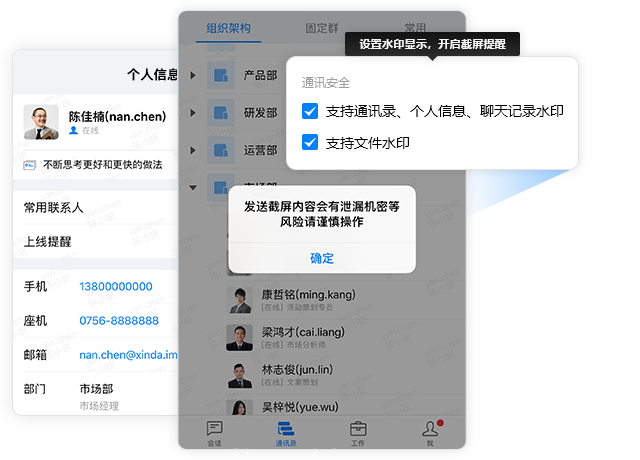 组织架构
固定群
常用
设置水印显示，开启截屏提醒
通讯安全
支持通讯录、个人信息、聊天记录水印
支持文件水印
个人信息
陈佳楠(nan.chen)
在线
不断思考更好和更快的做法
常用联系人
上线提醒
手机 13800000000
座机 0756-8888888
邮箱 nan.chen@xinda.im
部门 市场部
市场经理
产品部
研发部
运营部
市场部
发送截屏内容会有泄漏机密等
风险请谨慎操作
确定
康哲铭(ming.kang)
[在线] 活动策划专员
梁鸿才(cai.liang)
[在线] 市场分析师
林志俊(jun.lin)
[在线] 文案策划
吴梓悦(yue.wu)
会话
通讯录
工作
我